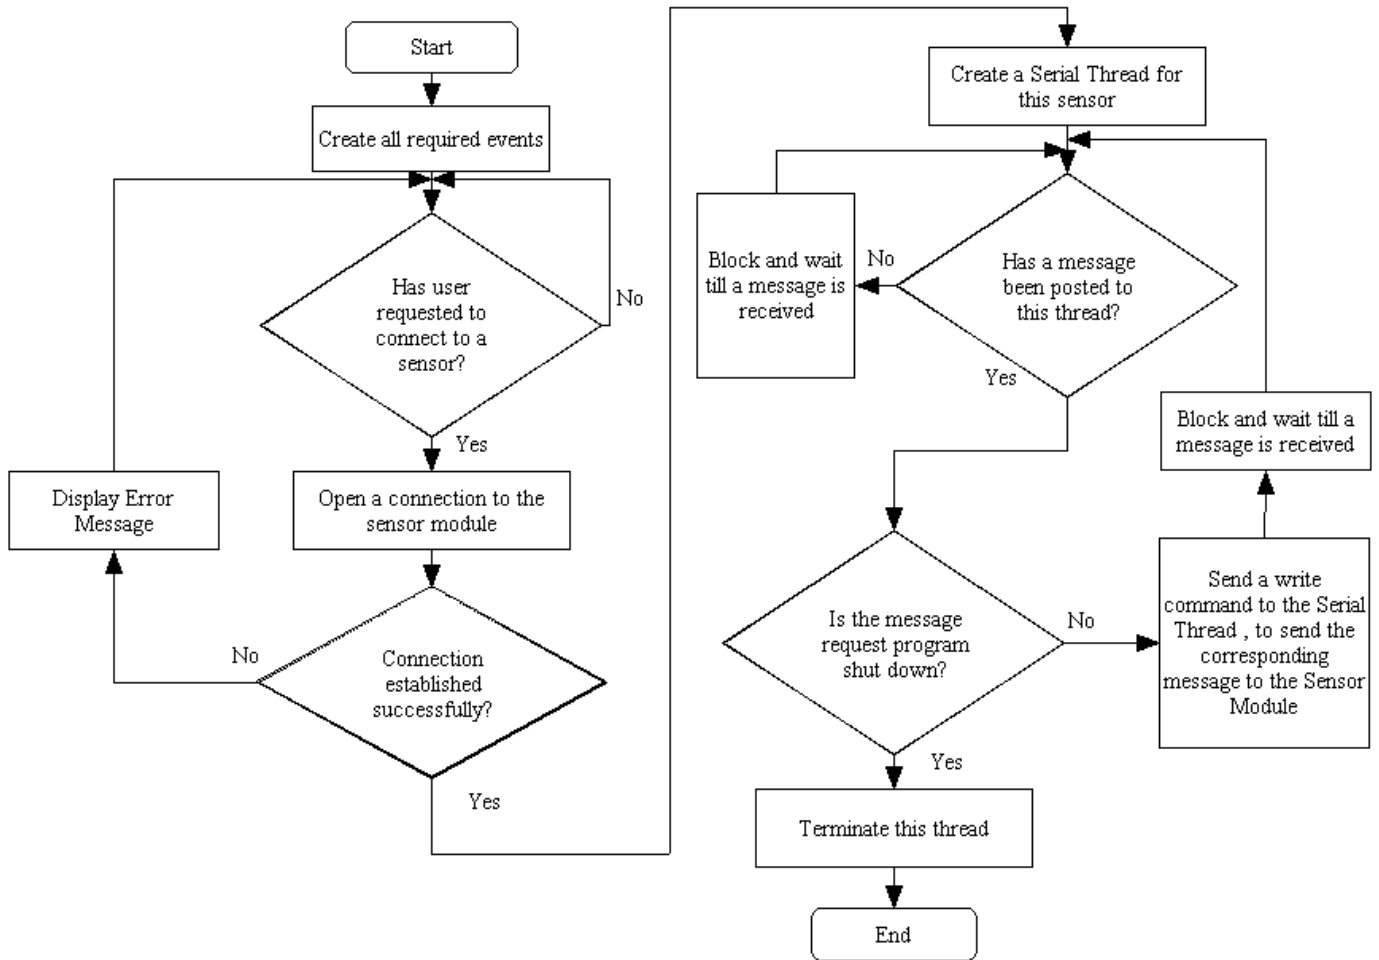 Start
Create all required events
Has user
requested to
connect to a
sensor?
No
Yes
Open a connection to the
sensor module
Display Error
Message
No
Connection
established
successfully?
Yes
Create a Serial Thread for
this sensor
Block and wait
till a message is
received
No
Has a message
been posted to
this thread?
Yes
Block and wait till a
message is received
Is the message
request program
shut down?
No
Send a write
command to the Serial
Thread , to send the
corresponding
message to the Sensor
Module
Yes
Terminate this thread
End